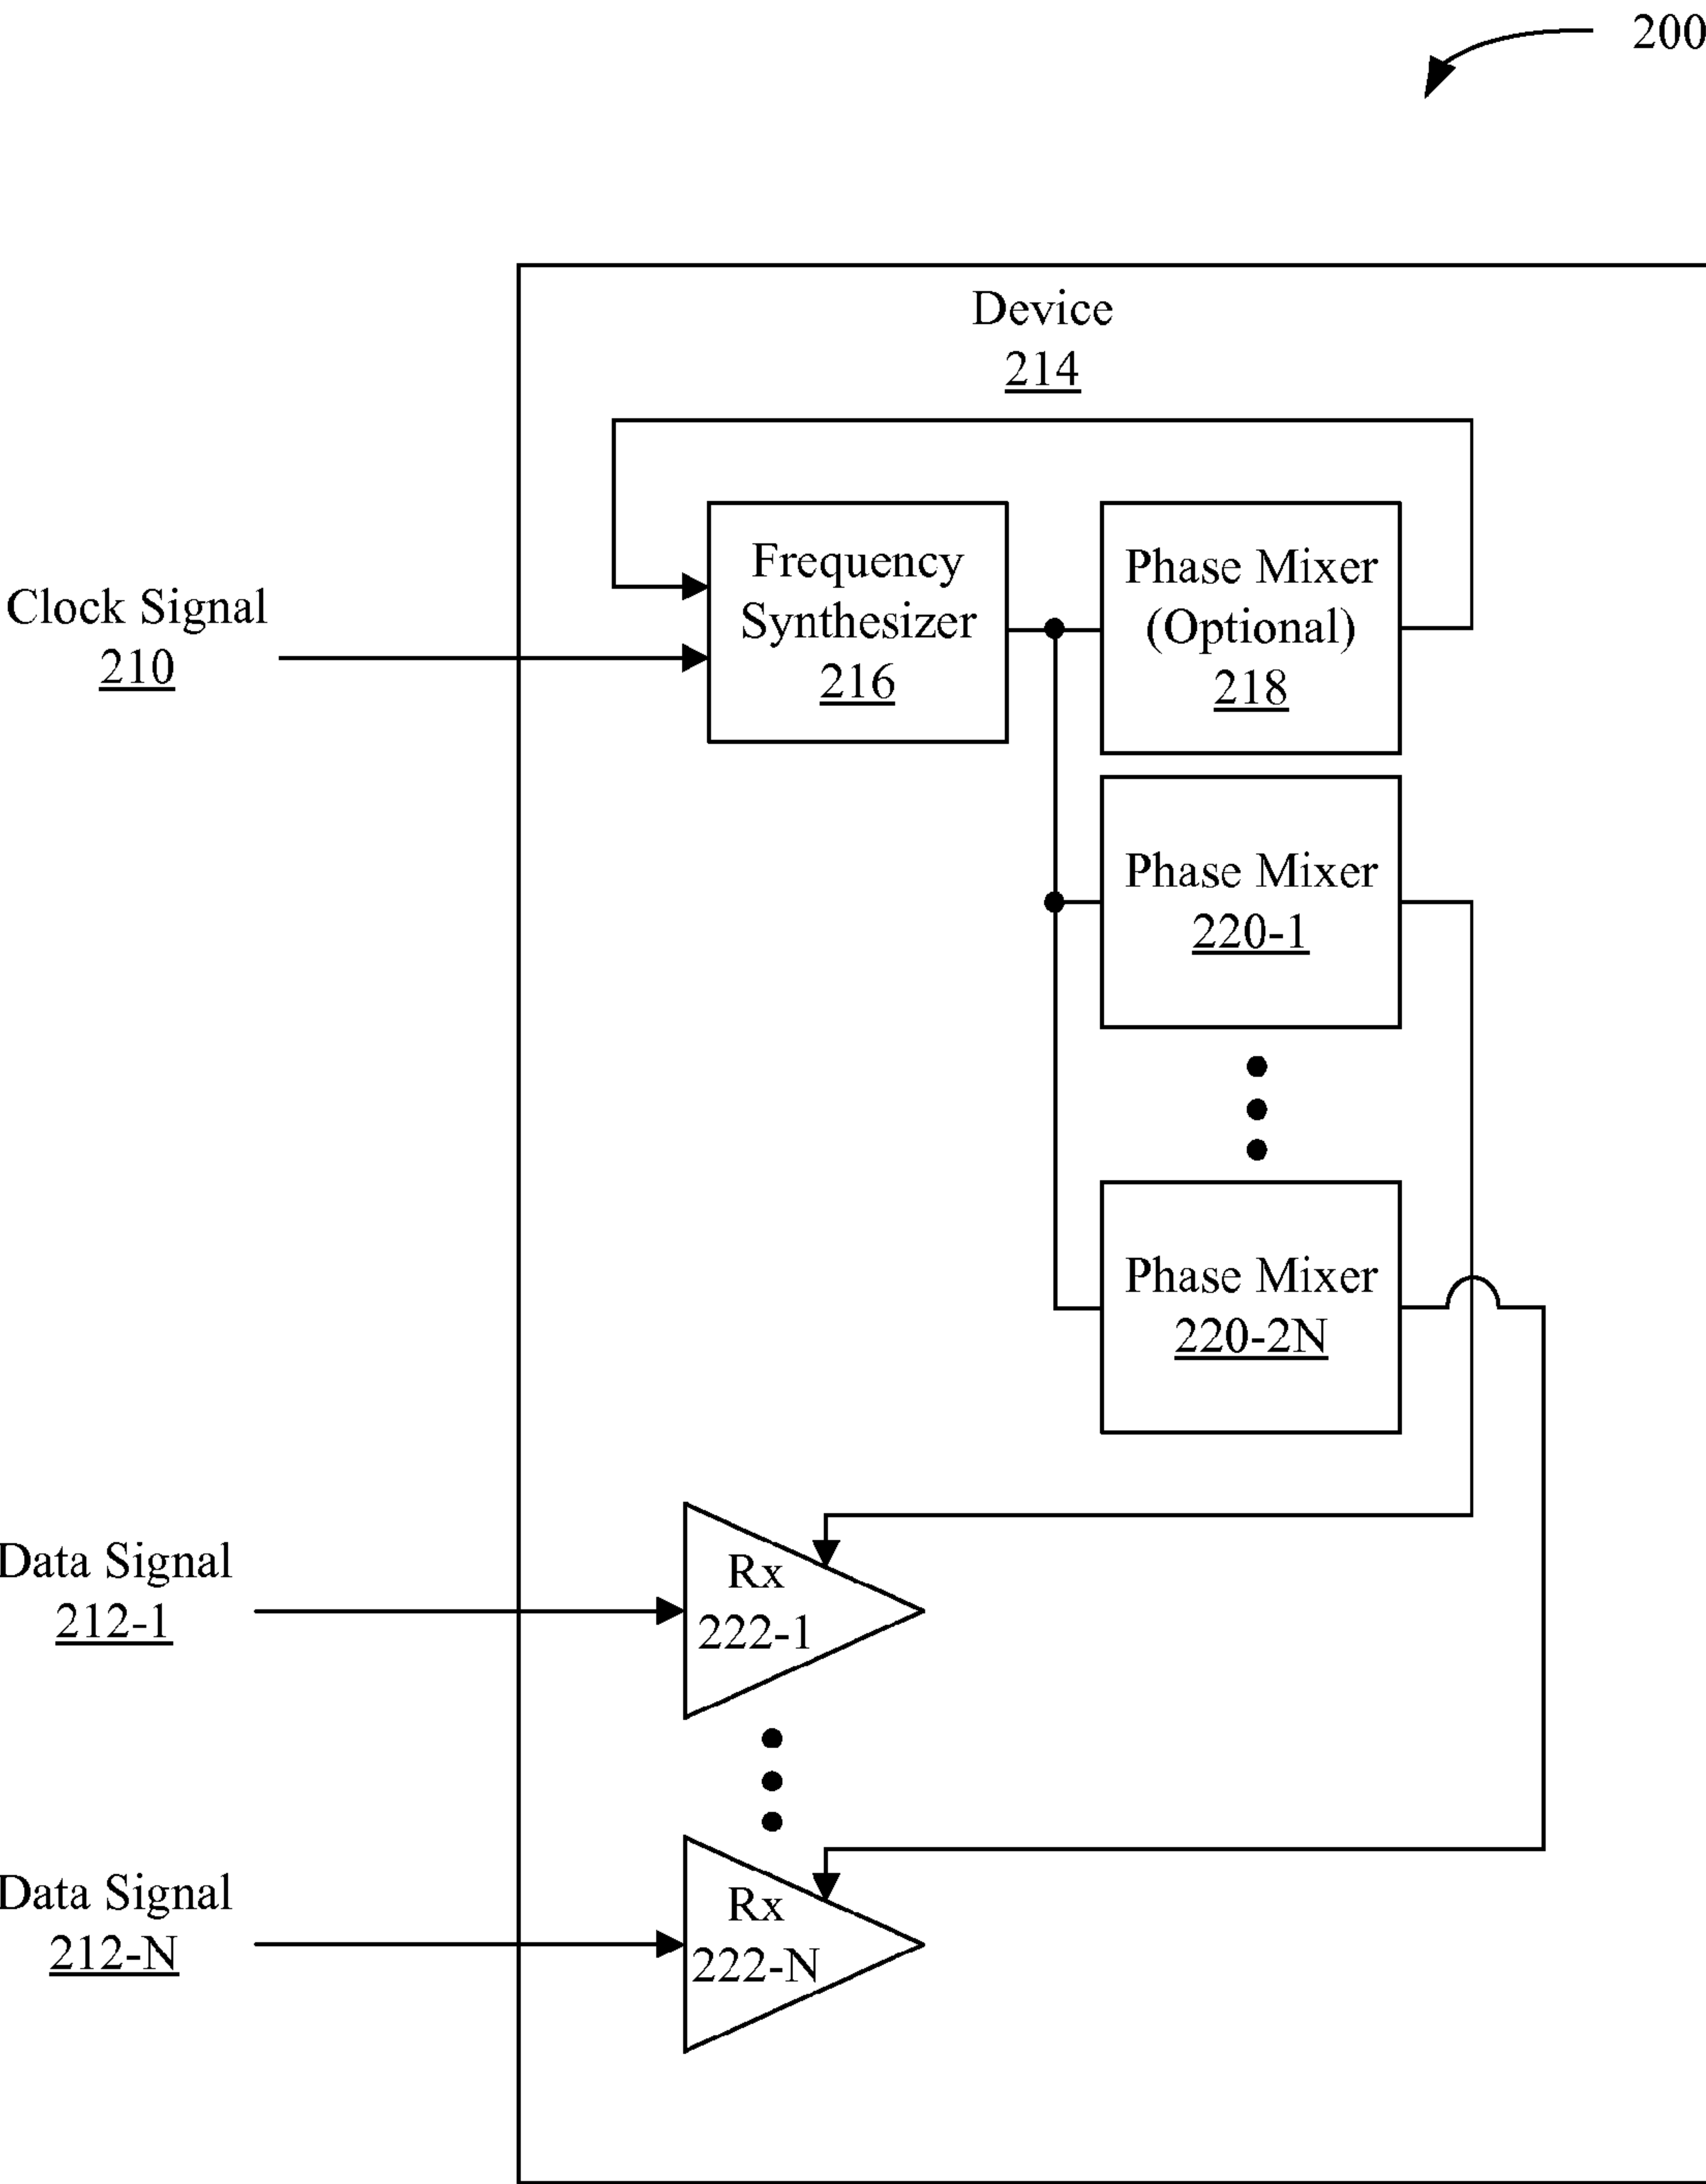 200
Device
214
Clock Signal
210
Frequency
Synthesizer
216
Phase Mixer
(Optional)
218
Phase Mixer
220-1
Phase Mixer
220-2N
Data Signal
212-1
Rx
222-1
Data Signal
212-N
Rx
222-N